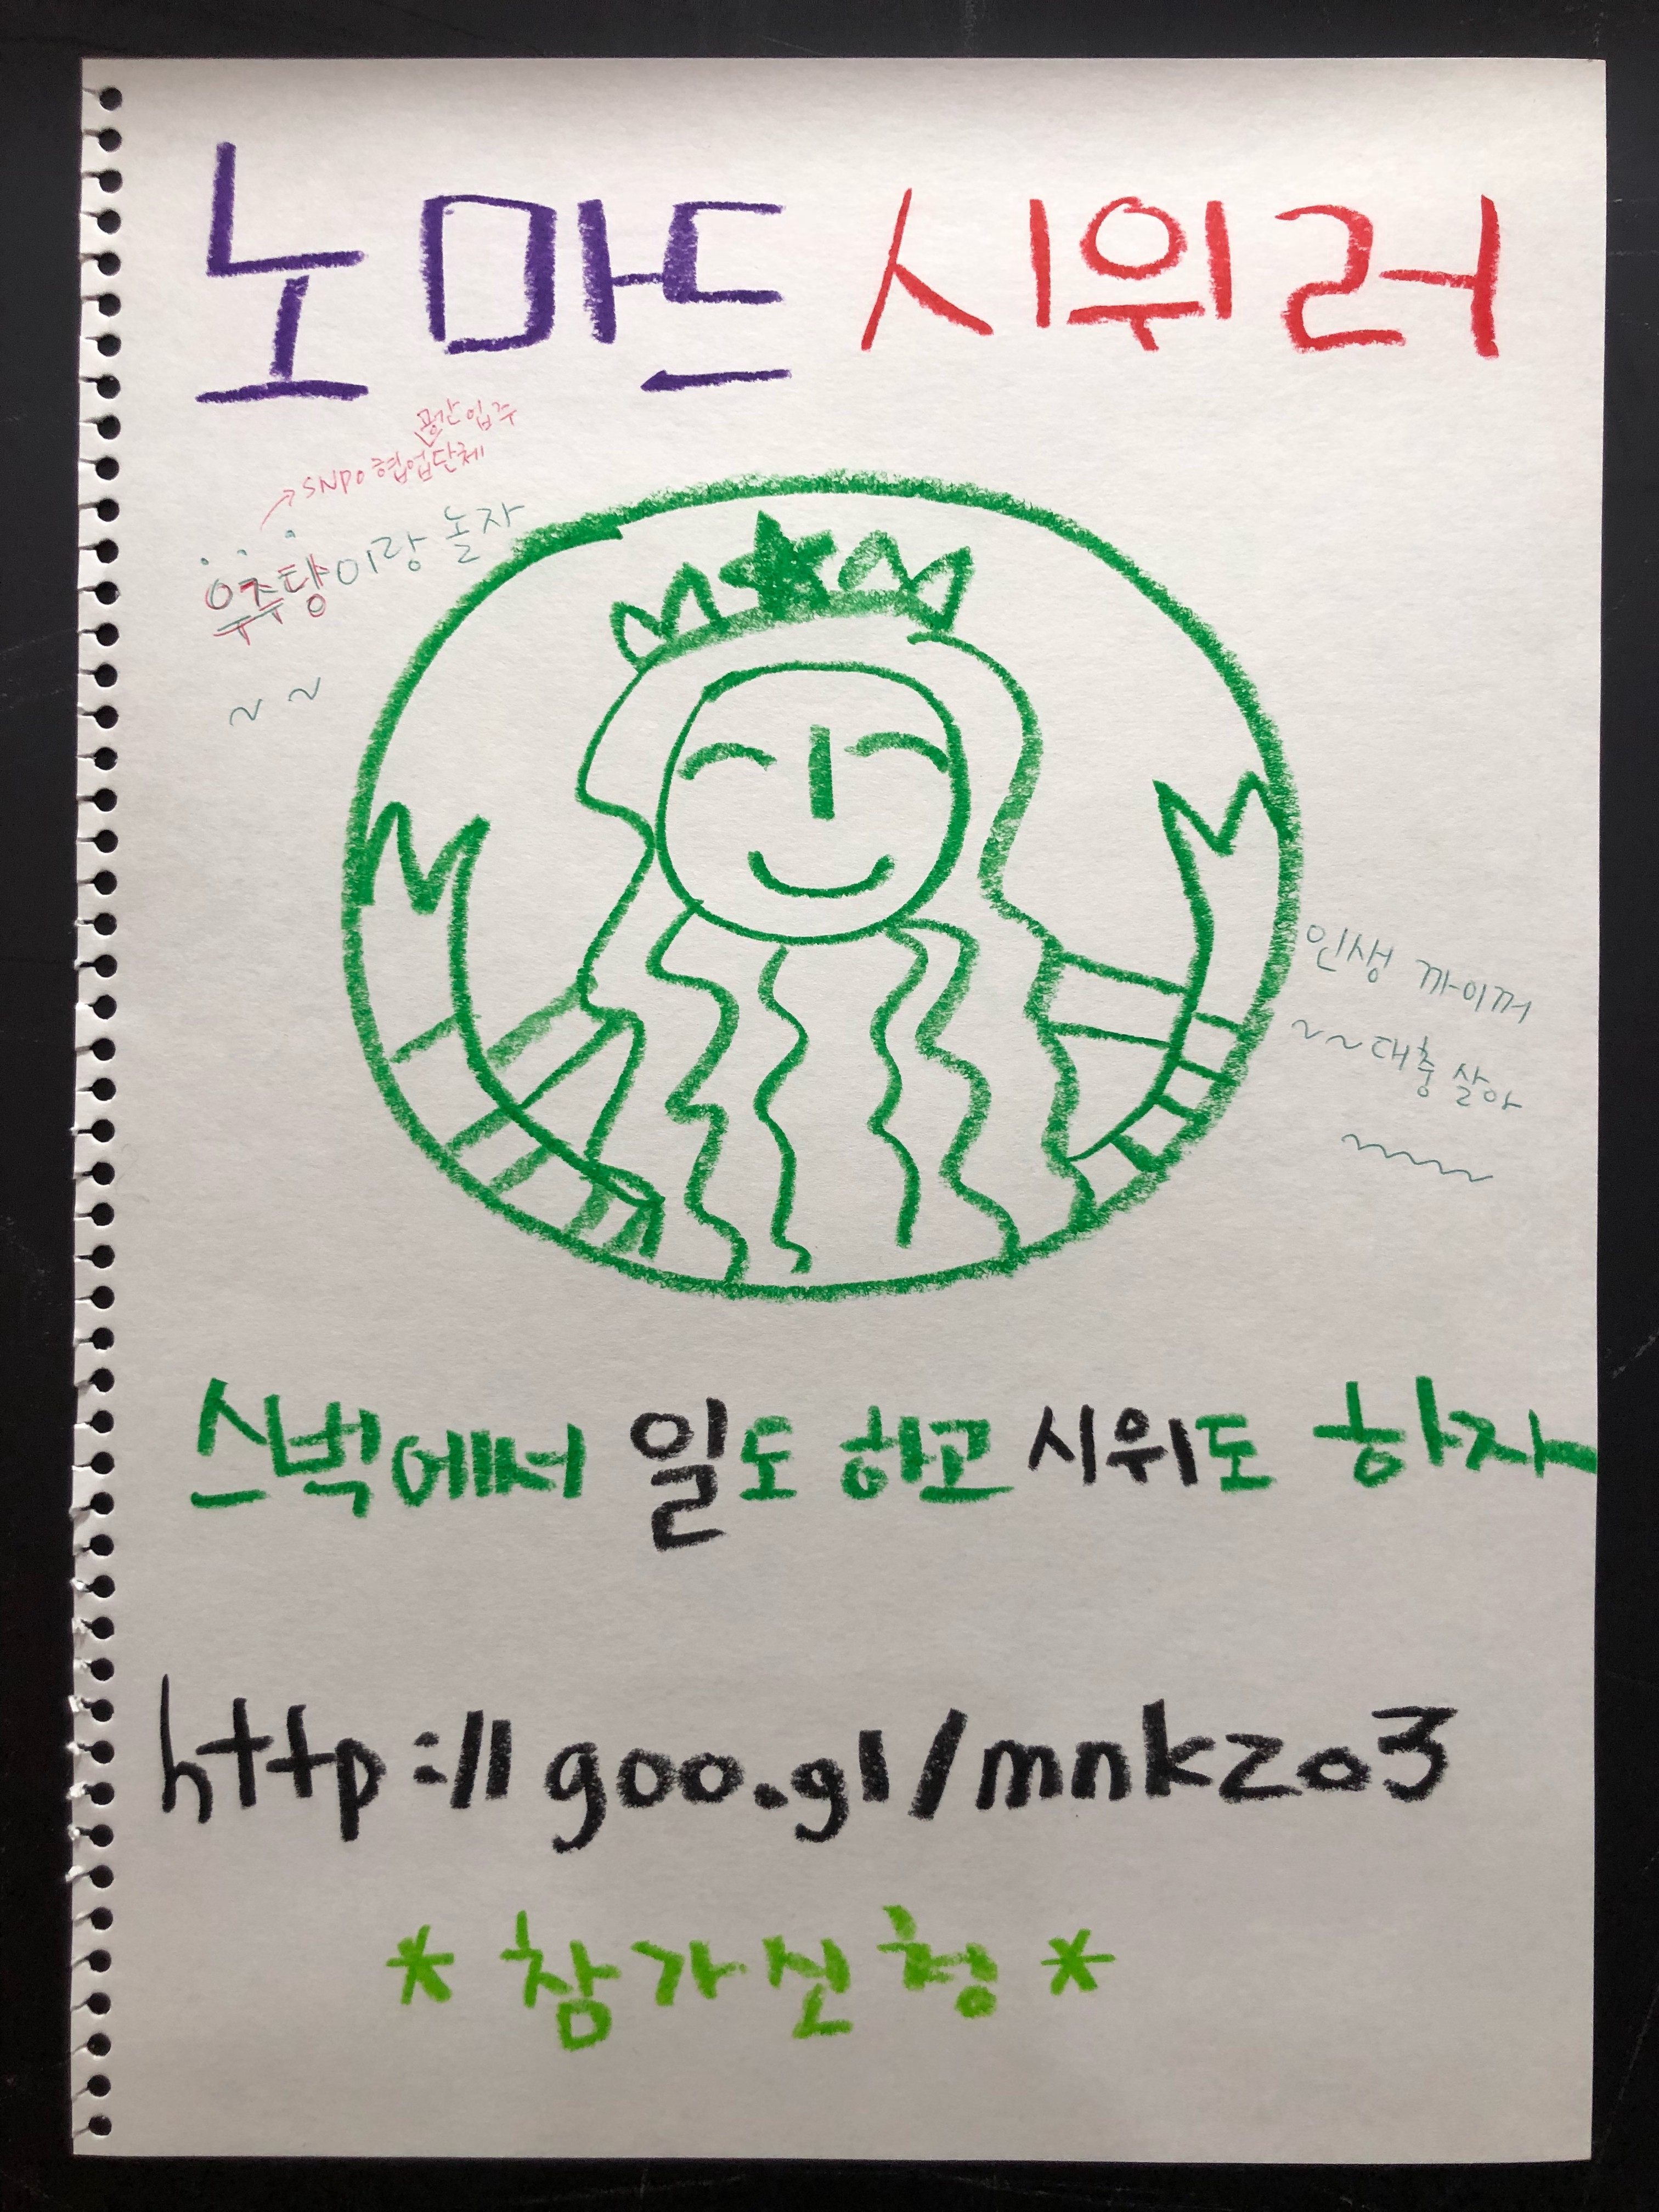 노마드 시위러
공간입주
→ SNPO 협업단체
우주당이랑 놀자
~ ~
인생 까이꺼
~~대충 살아
~~~~~
스벅에서 일도 하고 시위도 하자
http://goo.gl/mnkzo3
* 참가신청 *